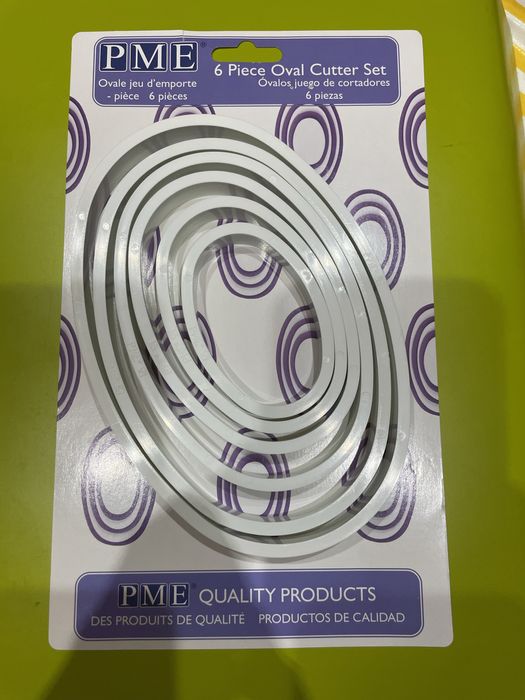 PME®
6 Piece Oval Cutter Set
Ovale jeu d'emporte
- pièce 6 pièces
Óvalos juego de cortadores
6 piezas
PME® QUALITY PRODUCTS
DES PRODUITS DE QUALITÉ PRODUCTOS DE CALIDAD